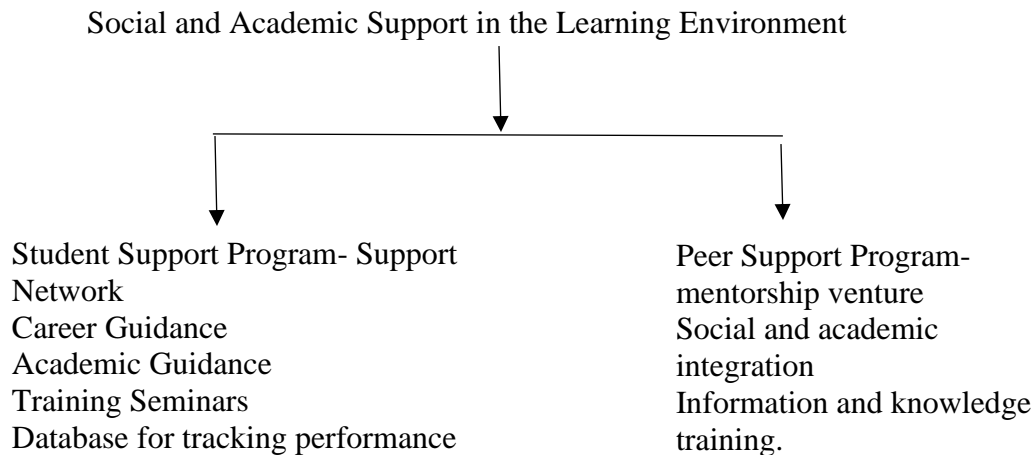 Social and Academic Support in the Learning Environment
Student Support Program- Support
Network
Career Guidance
Academic Guidance
Training Seminars
Database for tracking performance
Peer Support Program-
mentorship venture
Social and academic
integration
Information and knowledge
training.